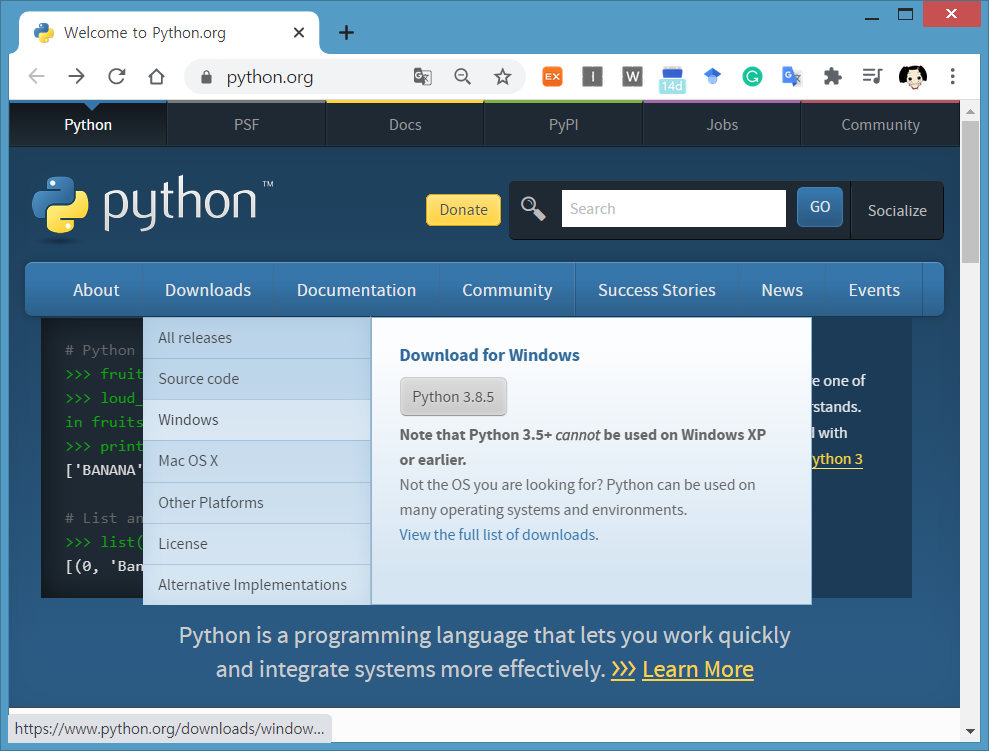 Welcome to Python.org
python.org
EX
I
W
14d
Python
PSF
Docs
PyPI
Jobs
Community
python™
Donate
Search
GO
Socialize
About
Downloads
Documentation
Community
Success Stories
News
Events
# Python
>>> fruit
>>> loud_
in fruits
>>> print
['BANANA'
# List an
>>> list(
[(0, 'Ban
All releases
Source code
Windows
Mac OS X
Other Platforms
License
Alternative Implementations
Download for Windows
Python 3.8.5
Note that Python 3.5+ cannot be used on Windows XP
or earlier.
Not the OS you are looking for? Python can be used on
many operating systems and environments.
View the full list of downloads.
e one of
rstands.
d with
ython 3
Python is a programming language that lets you work quickly
and integrate systems more effectively. >>> Learn More
https://www.python.org/downloads/window...